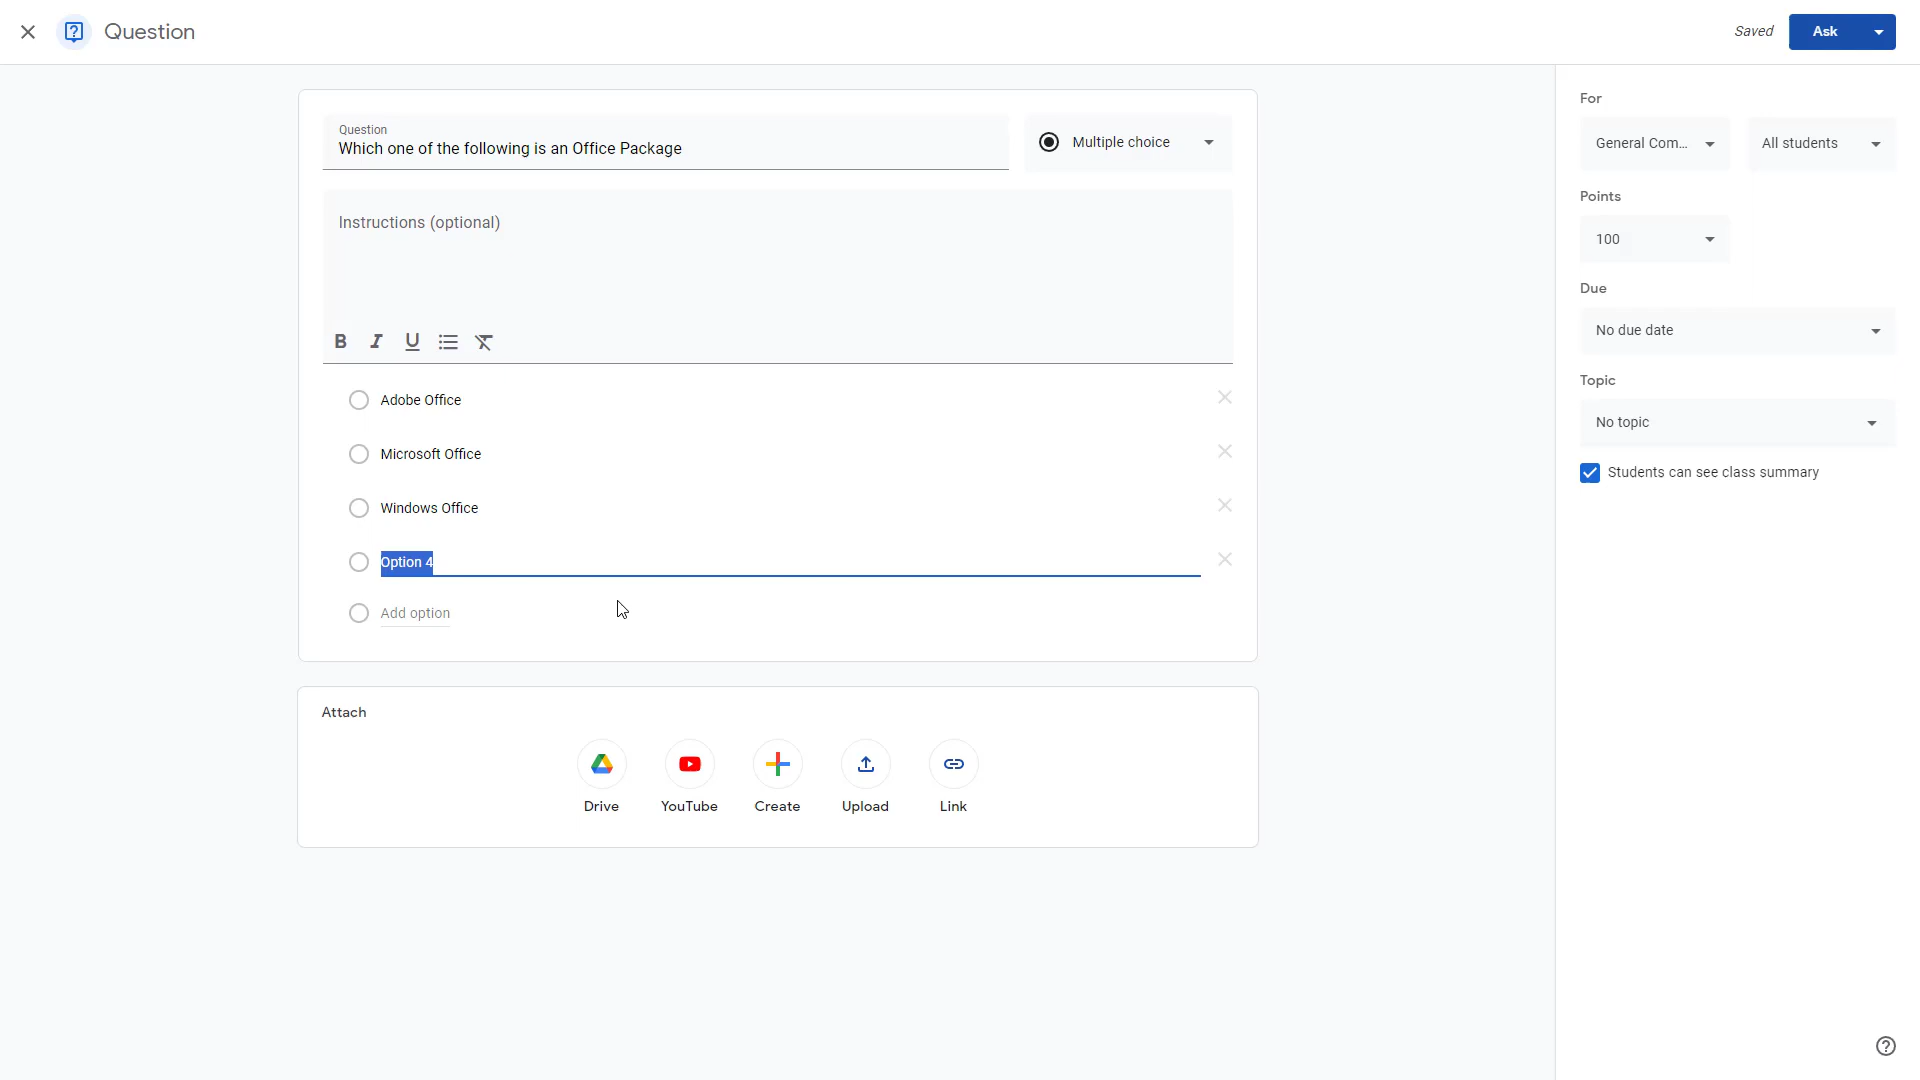 Question
Saved
Ask
Question
Which one of the following is an Office Package
Multiple choice
Instructions (optional)
B I U
Adobe Office
Microsoft Office
Windows Office
Option 4
Add option
Attach
Drive
YouTube
Create
Upload
Link
For
General Com...
All students
Points
100
Due
No due date
Topic
No topic
Students can see class summary